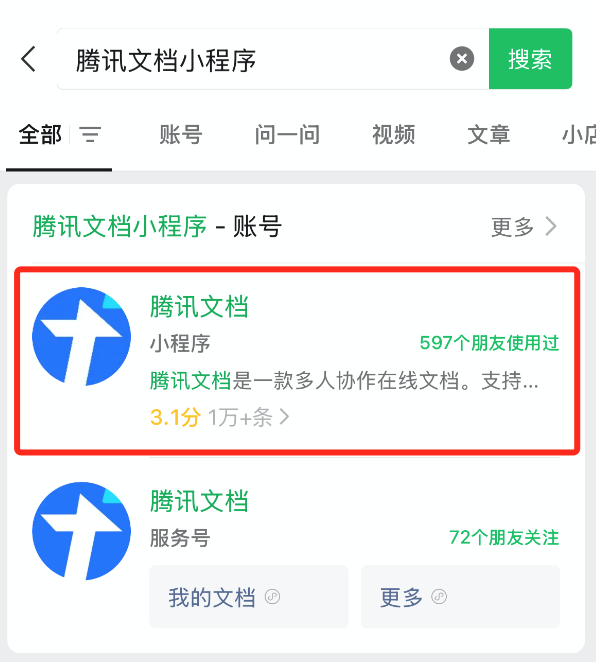 腾讯文档小程序
搜索
全部 账号 问一问 视频 文章 小店
腾讯文档小程序 - 账号 更多
腾讯文档
小程序 597个朋友使用过
腾讯文档是一款多人协作在线文档。支持...
3.1分 1万+条
腾讯文档
服务号 72个朋友关注
我的文档 更多